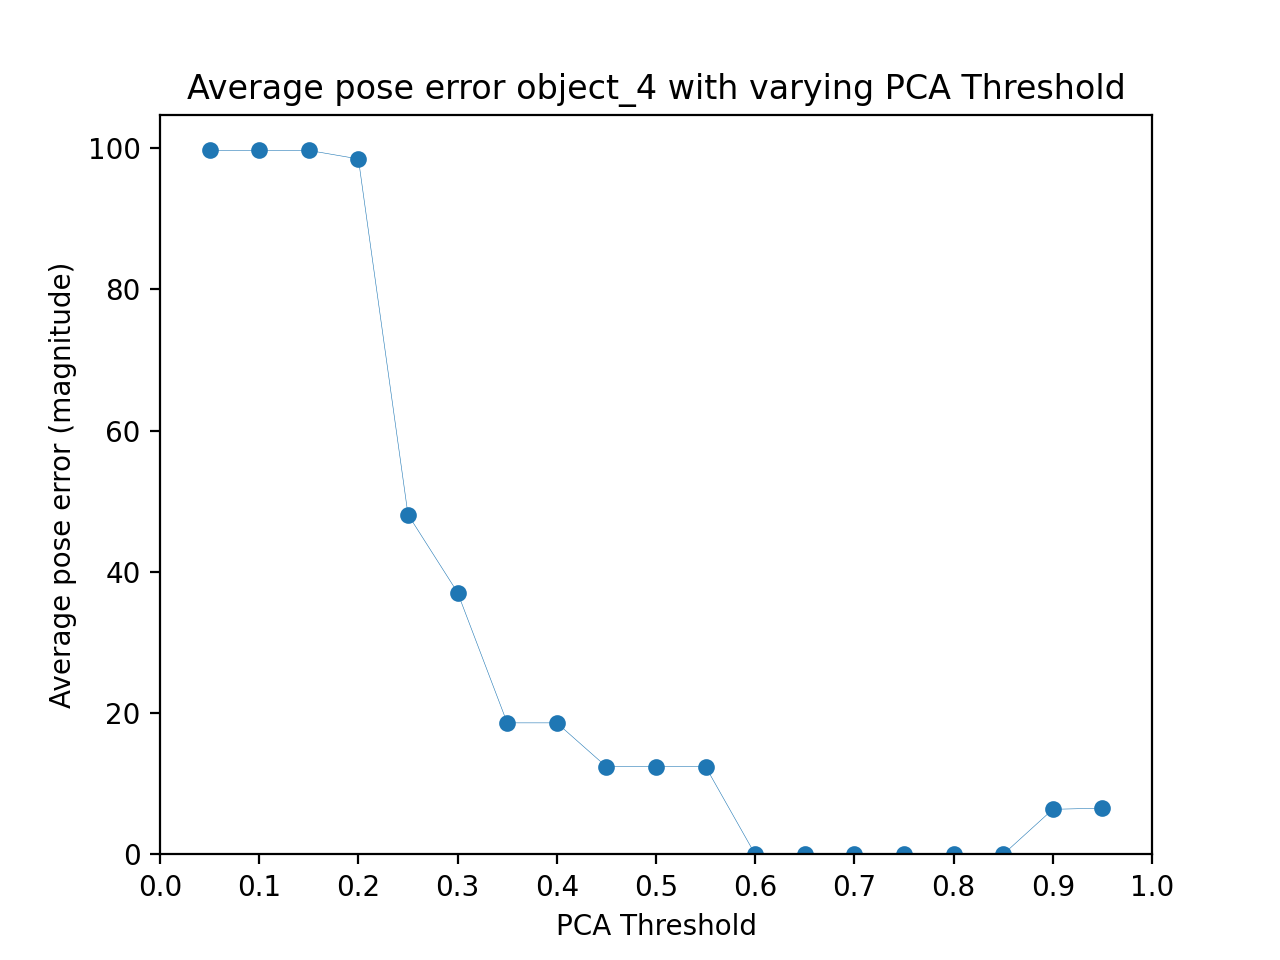 Average pose error object_4 with varying PCA Threshold
Average pose error (magnitude)
100
80
60
40
20
0
0.0 0.1 0.2 0.3 0.4 0.5 0.6 0.7 0.8 0.9 1.0
PCA Threshold